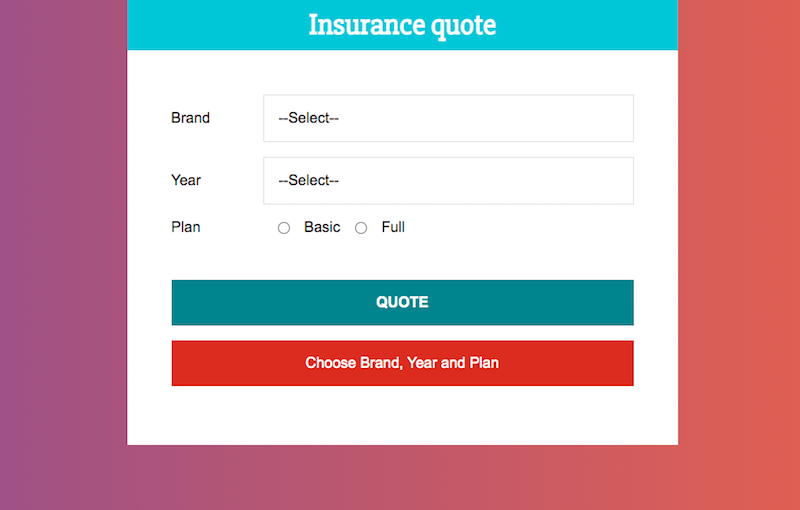 Insurance quote
Brand --Select--
Year --Select--
Plan Basic Full
QUOTE
Choose Brand, Year and Plan